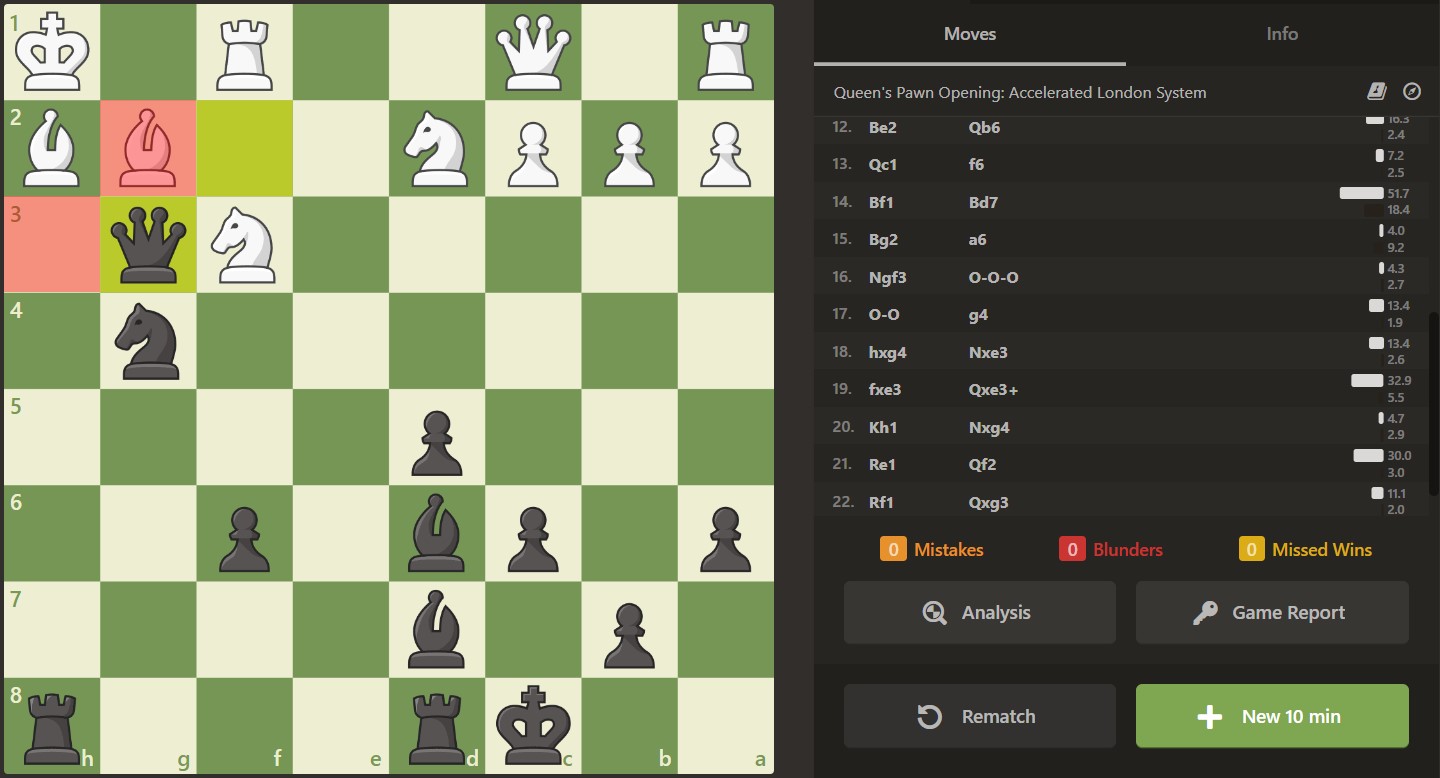 1
2
3
4
5
6
7
8
h
g
f
e
d
c
b
a
Moves
Info
Queen's Pawn Opening: Accelerated London System
12. Be2 Qb6 16.3
2.4
13. Qc1 f6 7.2
2.5
14. Bf1 Bd7 51.7
18.4
15. Bg2 a6 4.0
9.2
16. Ngf3 O-O-O 4.3
2.7
17. O-O g4 13.4
1.9
18. hxg4 Nxe3 13.4
2.6
19. fxe3 Qxe3+ 32.9
5.5
20. Kh1 Nxg4 4.7
2.9
21. Re1 Qf2 30.0
3.0
22. Rf1 Qxg3 11.1
2.0
0 Mistakes 0 Blunders 0 Missed Wins
Analysis Game Report
Rematch New 10 min